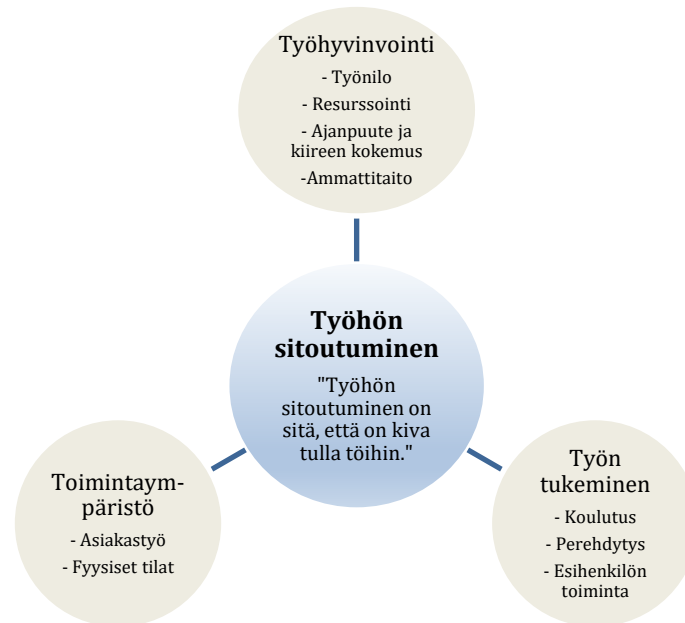 Työhyvinvointi
- Työnilo
- Resurssointi
- Ajanpuute ja
kiireen kokemus
-Ammattitaito
Työhön
sitoutuminen
"Työhön
sitoutuminen on
sitä, että on kiva
tulla töihin."
Toimintaym-
päristö
- Asiakastyö
- Fyysiset tilat
Työn
tukeminen
- Koulutus
- Perehdytys
- Esihenkilön
toiminta